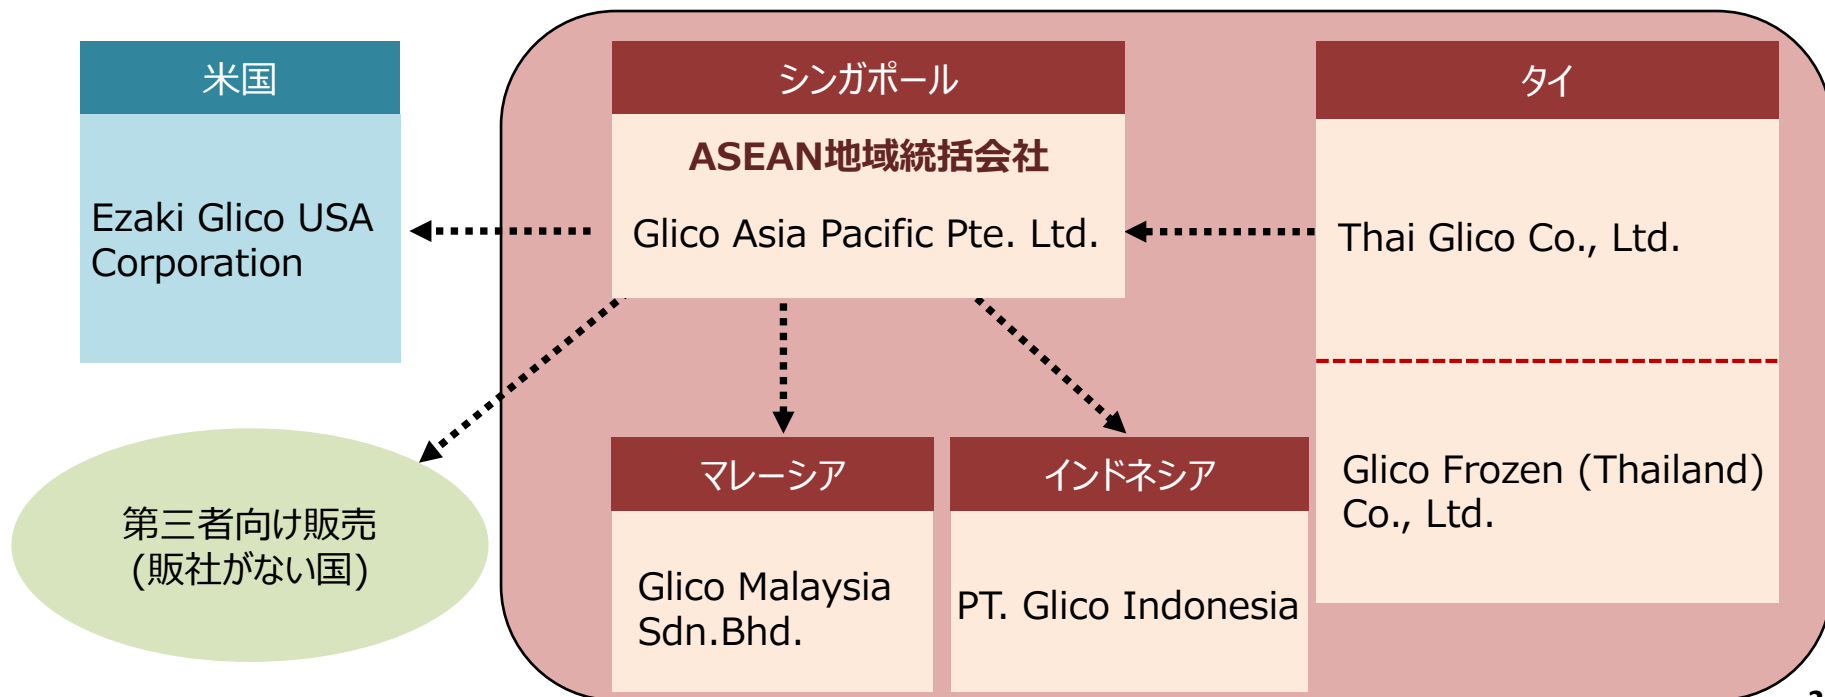 米国
Ezaki Glico USA
Corporation
シンガポール
ASEAN地域統括会社
Glico Asia Pacific Pte. Ltd.
タイ
Thai Glico Co., Ltd.
Glico Frozen (Thailand)
Co., Ltd.
第三者向け販売
(販社がない国)
マレーシア
Glico Malaysia
Sdn.Bhd.
インドネシア
PT. Glico Indonesia